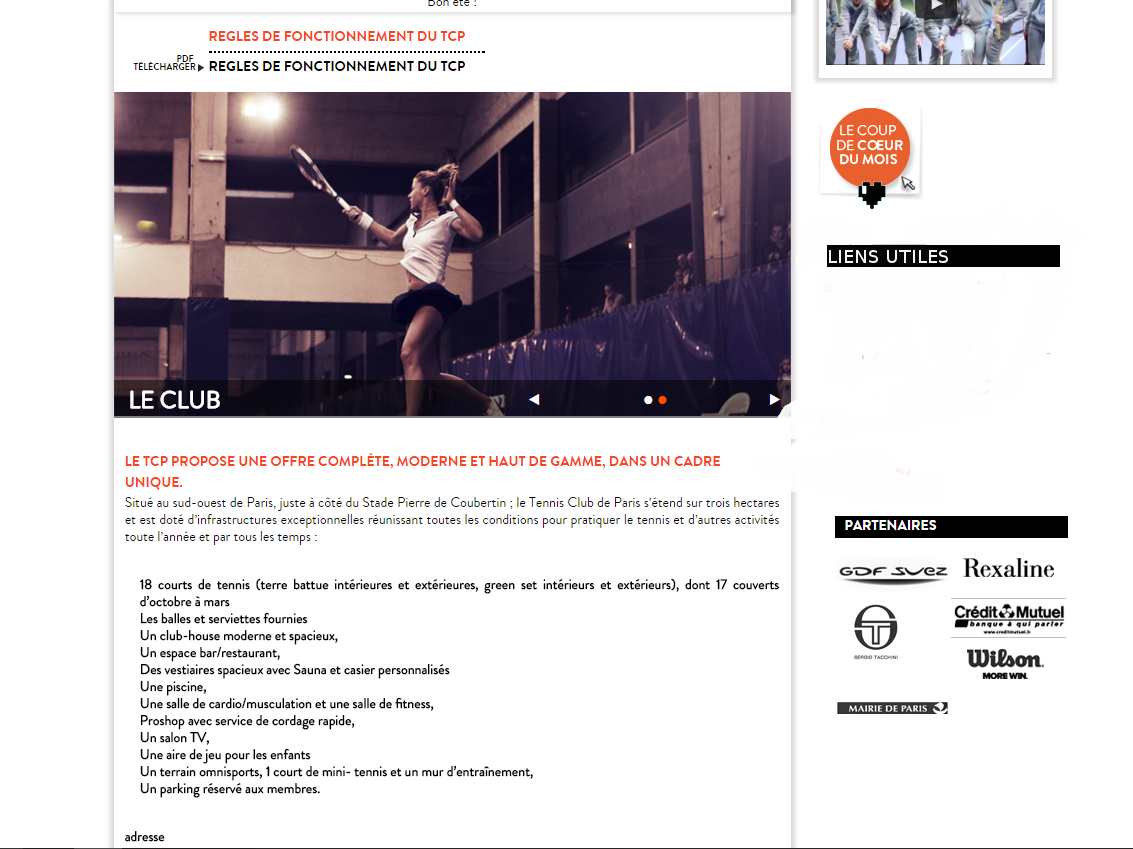 Bon été !
REGLES DE FONCTIONNEMENT DU TCP
PDF
TÉLÉCHARGER REGLES DE FONCTIONNEMENT DU TCP
LE CLUB
LE TCP PROPOSE UNE OFFRE COMPLÈTE, MODERNE ET HAUT DE GAMME, DANS UN CADRE
UNIQUE.
Situé au sud-ouest de Paris, juste à côté du Stade Pierre de Coubertin ; le Tennis Club de Paris s'étend sur trois hectares
et est doté d'infrastructures exceptionnelles réunissant toutes les conditions pour pratiquer le tennis et d'autres activités
toute l'année et par tous les temps :
18 courts de tennis (terre battue intérieures et extérieures, green set intérieurs et extérieurs), dont 17 couverts
d'octobre à mars
Les balles et serviettes fournies
Un club-house moderne et spacieux,
Un espace bar/restaurant,
Des vestiaires spacieux avec Sauna et casier personnalisés
Une piscine,
Une salle de cardio/musculation et une salle de fitness,
Proshop avec service de cordage rapide,
Un salon TV,
Une aire de jeu pour les enfants
Un terrain omnisports, 1 court de mini- tennis et un mur d'entraînement,
Un parking réservé aux membres.
adresse
LE COUP
DE CŒUR
DU MOIS
LIENS UTILES
PARTENAIRES
GDF SUEZ
Rexaline
SERGIO TACCHINI
Crédit Mutuel
banque à qui parler
www.creditmutuel.fr
Wilson.
MORE WIN.
MAIRIE DE PARIS